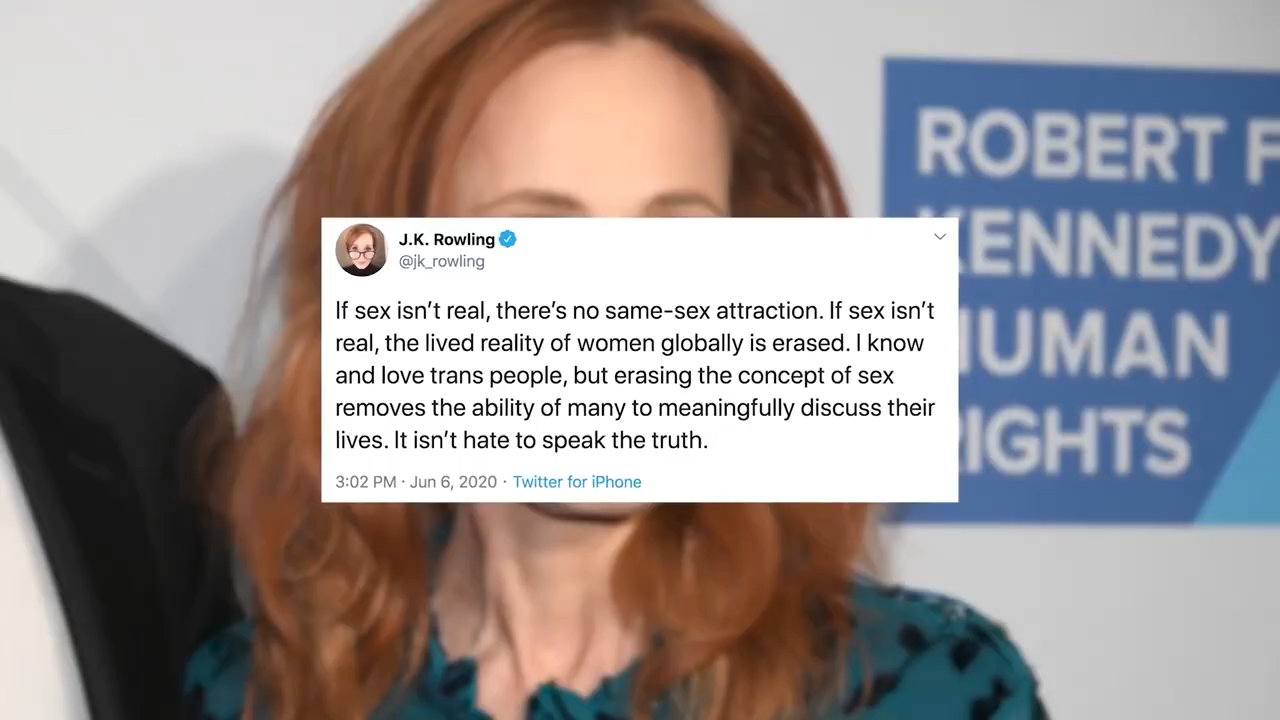 ROBERT F
KENNEDY
HUMAN
RIGHTS
J.K. Rowling
@jk_rowling
If sex isn’t real, there’s no same-sex attraction. If sex isn’t
real, the lived reality of women globally is erased. I know
and love trans people, but erasing the concept of sex
removes the ability of many to meaningfully discuss their
lives. It isn’t hate to speak the truth.
3:02 PM · Jun 6, 2020 · Twitter for iPhone